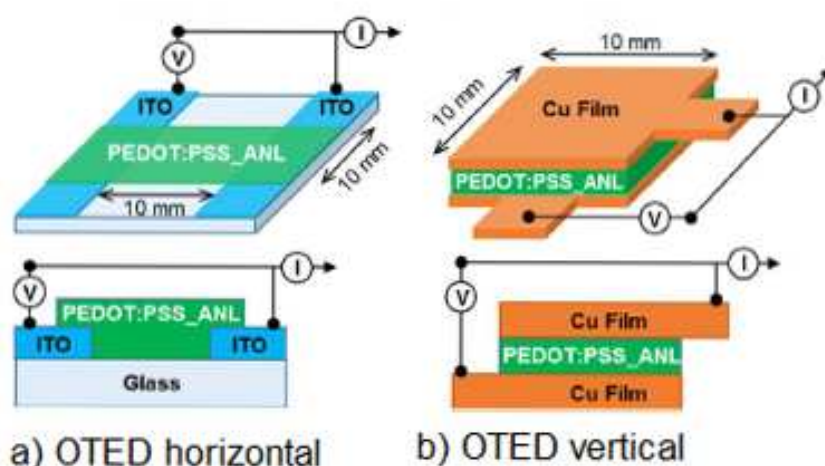 V
I
ITO
ITO
PEDOT:PSS_ANL
10 mm
10 mm
V
I
PEDOT:PSS_ANL
ITO
ITO
Glass
a) OTED horizontal
10 mm
10 mm
Cu Film
I
PEDOT:PSS_ANL
V
I
V
Cu Film
PEDOT:PSS_ANL
Cu Film
b) OTED vertical